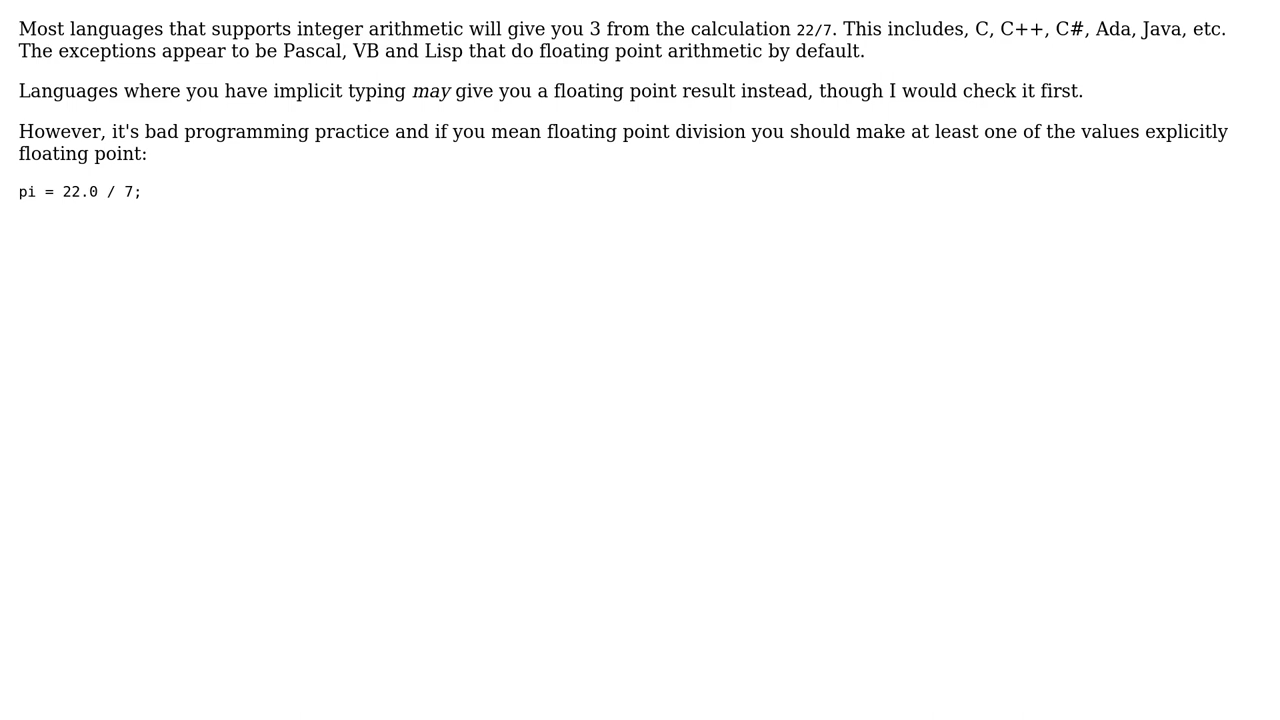 Most languages that supports integer arithmetic will give you 3 from the calculation 22/7. This includes, C, C++, C#, Ada, Java, etc.
The exceptions appear to be Pascal, VB and Lisp that do floating point arithmetic by default.
Languages where you have implicit typing may give you a floating point result instead, though I would check it first.
However, it's bad programming practice and if you mean floating point division you should make at least one of the values explicitly
floating point:
pi = 22.0 / 7;